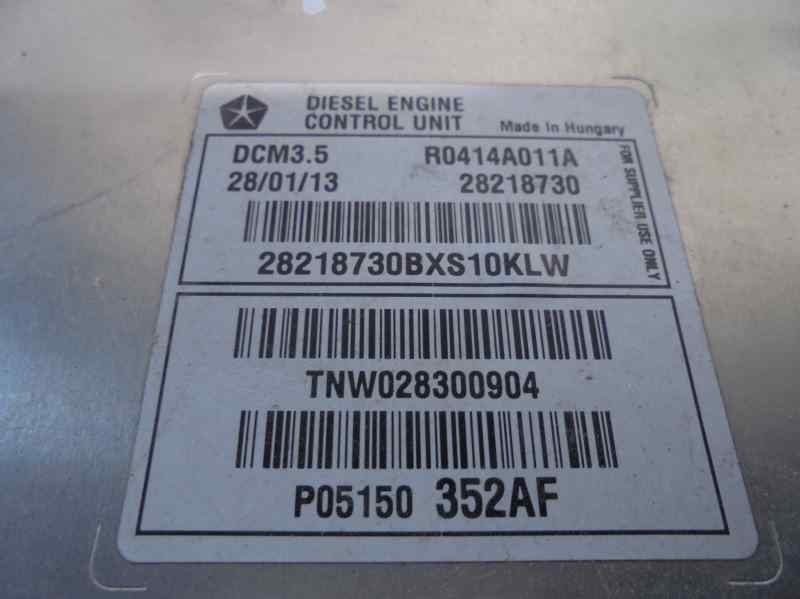 DIESEL ENGINE
CONTROL UNIT Made In Hungary
DCM3.5 R0414A011A
28/01/13 28218730
28218730BXS10KLW
FOR SUPPLIER USE ONLY
TNW028300904
P05150 352AF